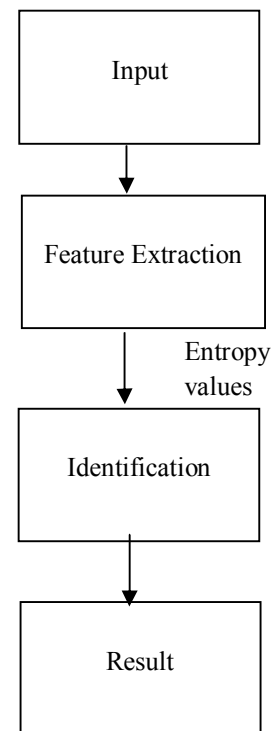 Input
Feature Extraction
Entropy
values
Identification
Result